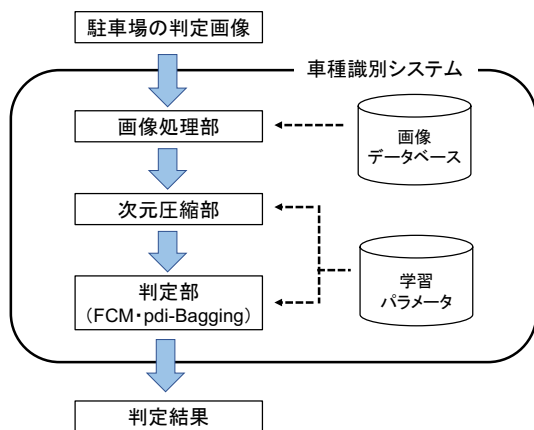 駐車場の判定画像
車種識別システム
画像処理部
画像
データベース
次元圧縮部
学習
パラメータ
判定部
(FCM・pdi-Bagging)
判定結果